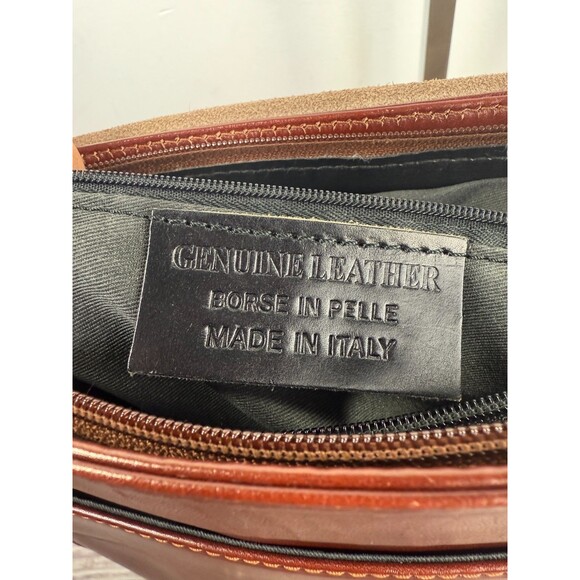 GENUINE LEATHER
BORSE IN PELLE
MADE IN ITALY